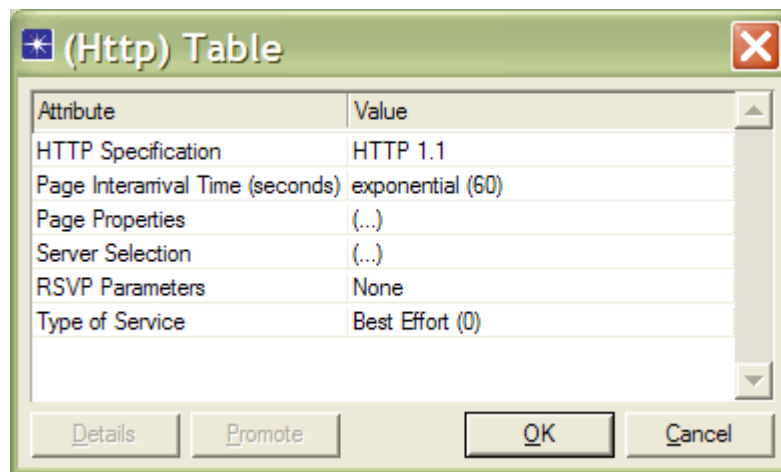 (Http) Table
Attribute Value
HTTP Specification HTTP 1.1
Page Interarrival Time (seconds) exponential (60)
Page Properties (...)
Server Selection (...)
RSVP Parameters None
Type of Service Best Effort (0)
Details Promote OK Cancel